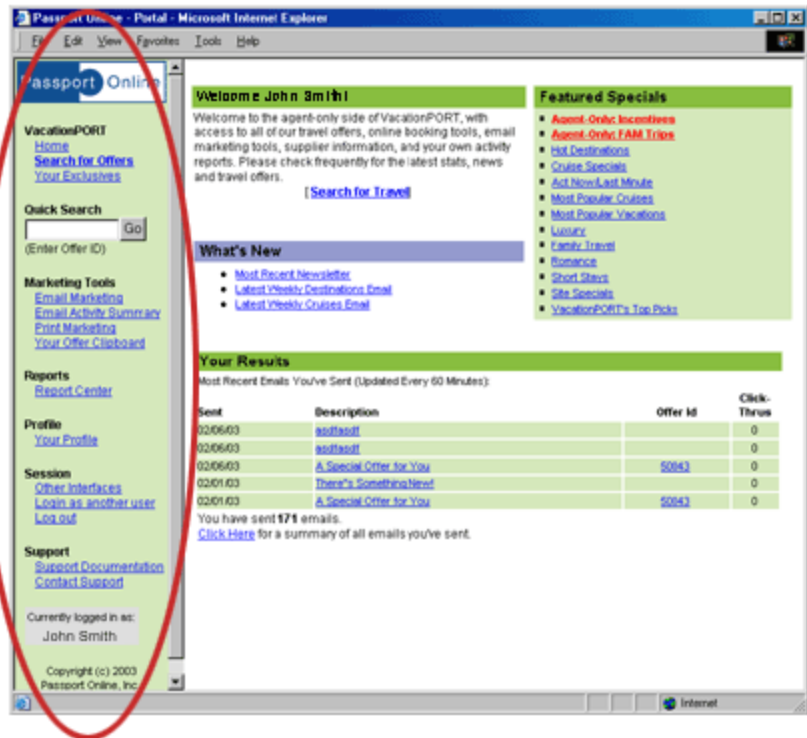 Passport Online - Portal - Microsoft Internet Explorer
File Edit View Favorites Tools Help
Passport Online
VacationPORT
Home
Search for Offers
Your Exclusives
Quick Search
Go
(Enter Offer ID)
Marketing Tools
Email Marketing
Email Activity Summary
Print Marketing
Your Offer Clipboard
Reports
Report Center
Profile
Your Profile
Session
Other Interfaces
Login as another user
Log out
Support
Support Documentation
Contact Support
Currently logged in as:
John Smith
Copyright (c) 2003
Passport Online, Inc.
Welcome John Smith!
Welcome to the agent-only side of VacationPORT, with
access to all of our travel offers, online booking tools, email
marketing tools, supplier information, and your own activity
reports. Please check frequently for the latest stats, news
and travel offers.
[Search for Travel]
What's New
Most Recent Newsletter
Latest Weekly Destinations Email
Latest Weekly Cruises Email
Featured Specials
Agent-Only: Incentives
Agent-Only: FAM Trips
Hot Destinations
Cruise Specials
Act Now/Last Minute
Most Popular Cruises
Most Popular Vacations
Luxury
Family Travel
Romance
Short Stays
Site Specials
VacationPORT's Top Picks
Your Results
Most Recent Emails You've Sent (Updated Every 60 Minutes):
Sent Description Offer Id Click-Thrus
02/06/03 asdfasdf 0
02/06/03 asdfasdf 0
02/06/03 A Special Offer for You 50843 0
02/01/03 There"s Something New! 0
02/01/03 A Special Offer for You 50843 0
You have sent 171 emails.
Click Here for a summary of all emails you've sent.
Internet